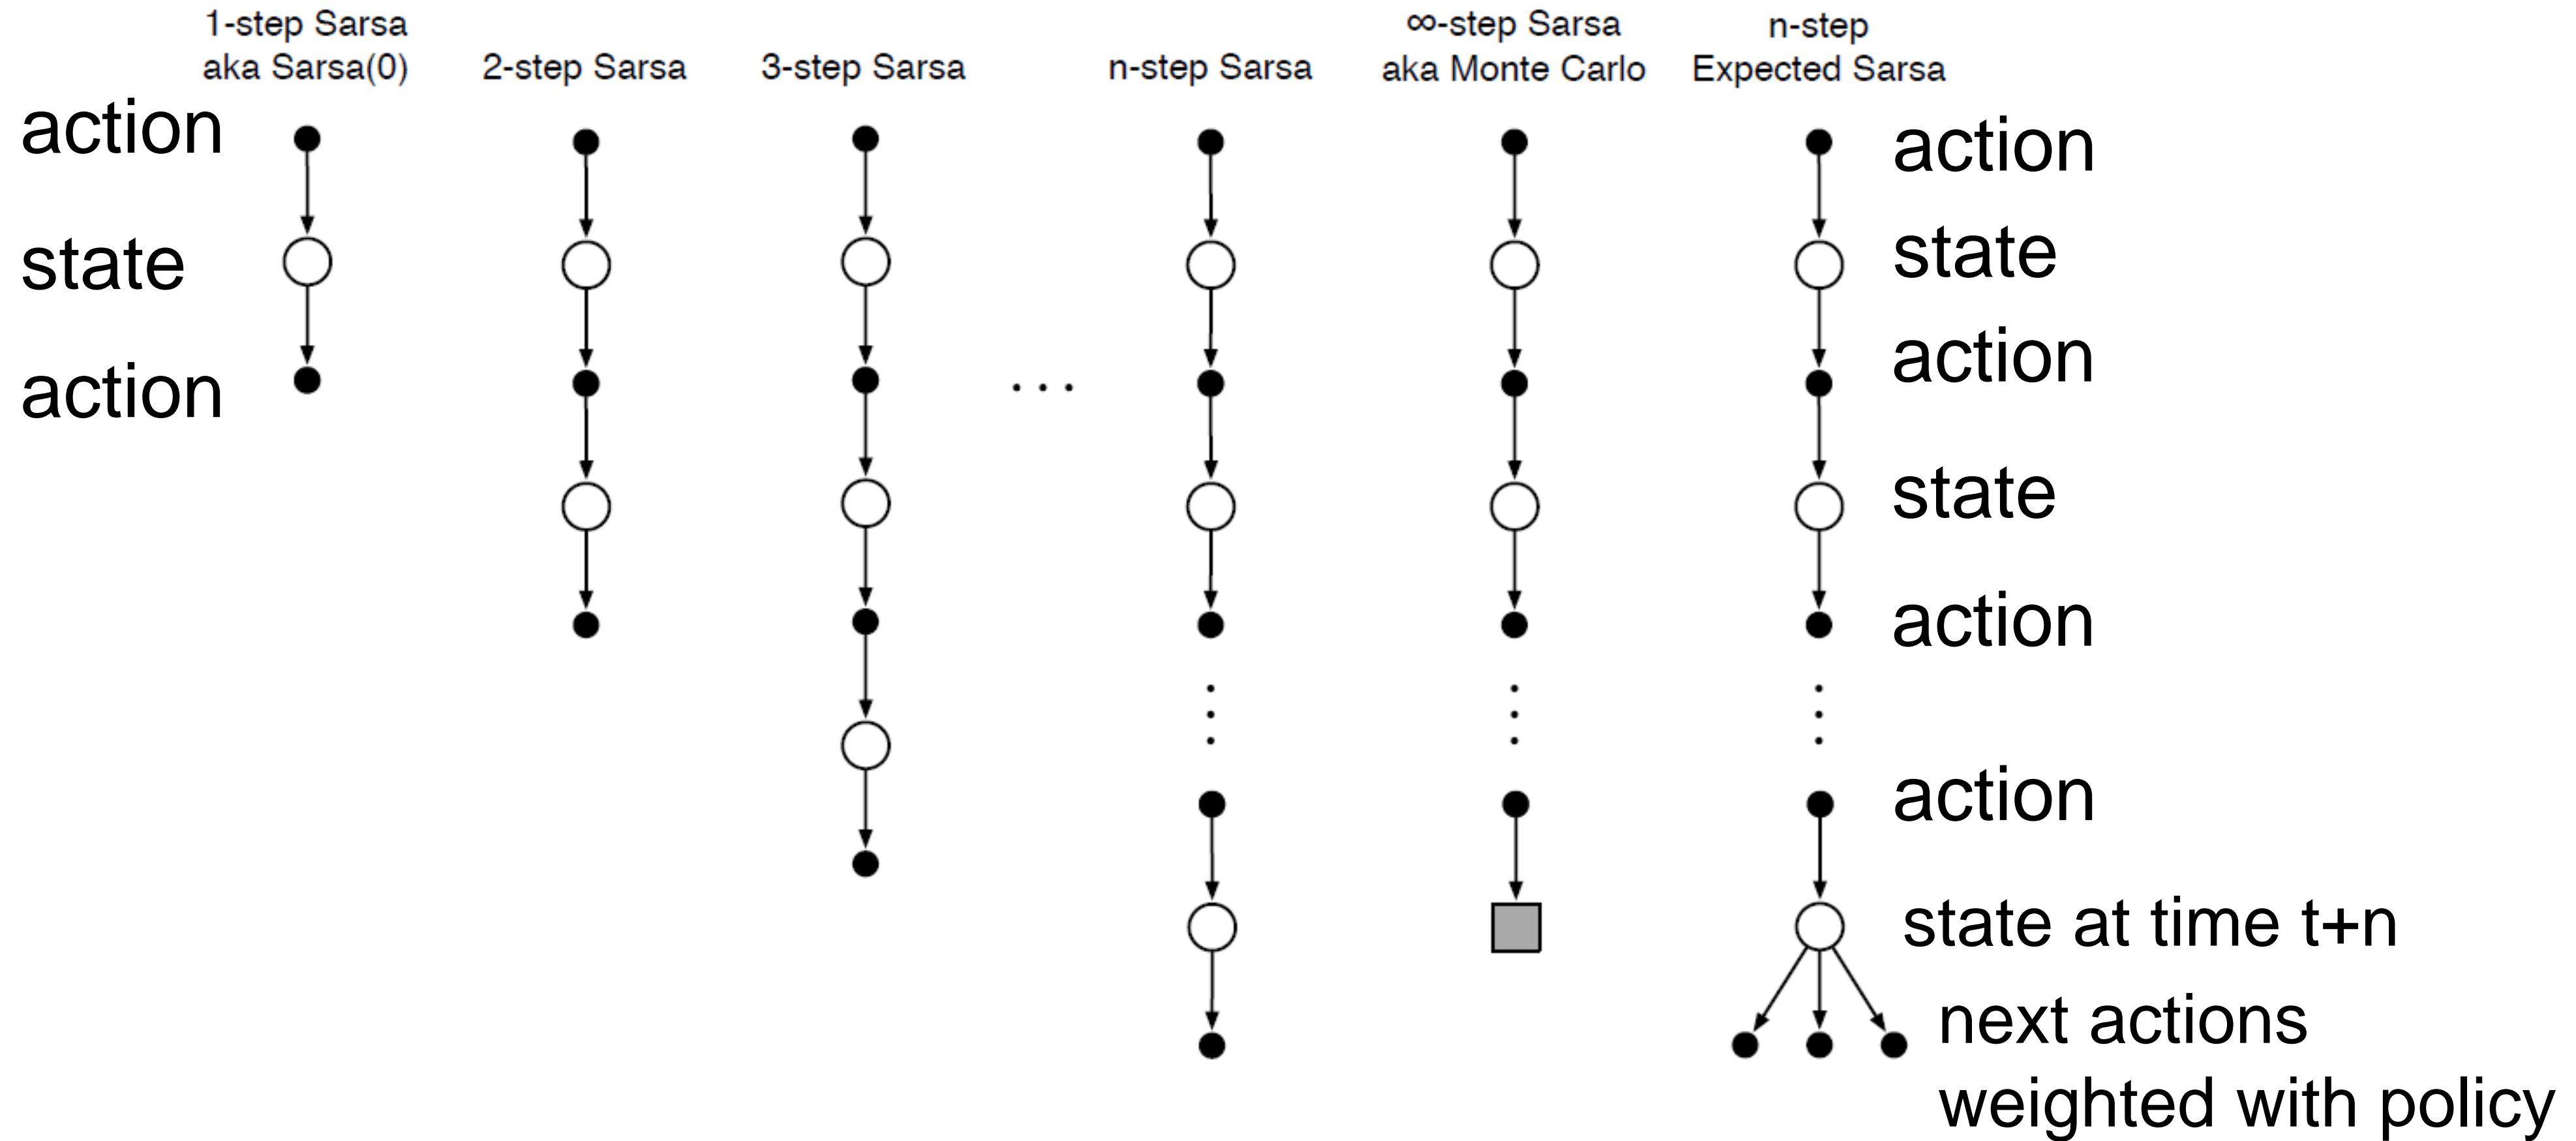 1-step Sarsa
aka Sarsa(0)
2-step Sarsa
3-step Sarsa
n-step Sarsa
∞-step Sarsa
aka Monte Carlo
n-step
Expected Sarsa
action
state
action
. . .
action
state
action
state
action
action
state at time t+n
next actions
weighted with policy